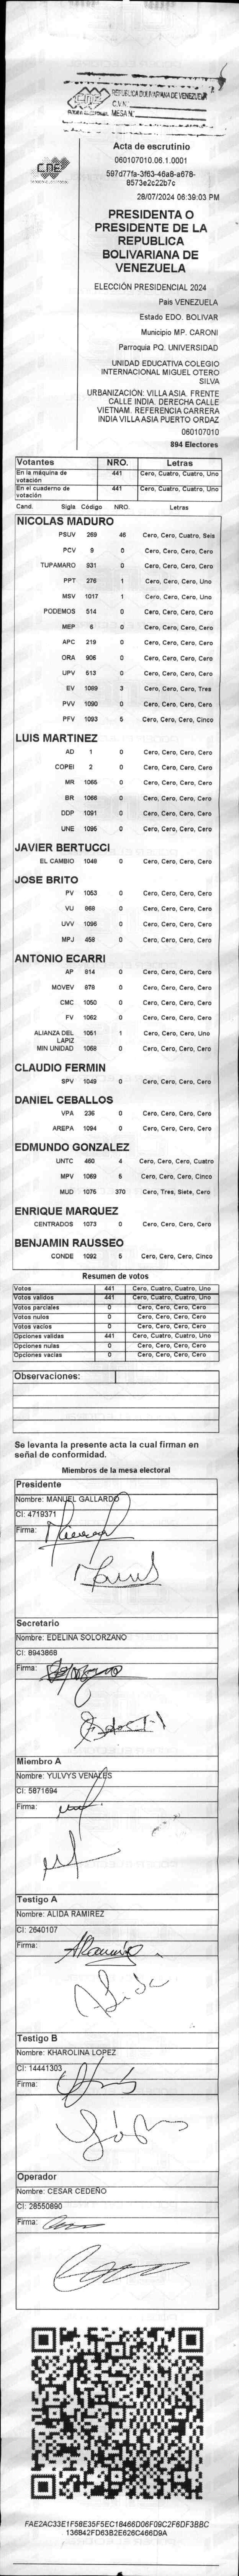 CNE REPUBLICA BOLIVARIANA DE VENEZUELA
PODER ELECTORAL MESA N.
CNE
PODER ELECTORAL
Acta de escrutinio
060107010.06.1.0001
28/07/2024 06:39:03 PM
PRESIDENTA O
PRESIDENTE DE LA
REPUBLICA
BOLIVARIANA DE
VENEZUELA
ELECCIÓN PRESIDENCIAL 2024
País VENEZUELA
Estado EDO. BOLIVAR
Municipio MP. CARONI
Parroquia PQ. UNIVERSIDAD
UNIDAD EDUCATIVA COLEGIO
INTERNACIONAL MIGUEL OTERO
SILVA
URBANIZACIÓN: VILLA ASIA. FRENTE
CALLE INDIA. DERECHA CALLE
VIETNAM. REFERENCIA CARRERA
INDIA VILLA ASIA PUERTO ORDAZ
060107010
894 Electores
Votantes NRO. Letras
En la máquina de votación 441 Cero, Cuatro, Cuatro, Uno
En el cuaderno de votación 441 Cero, Cuatro, Cuatro, Uno
Cand. Sigla Código NRO. Letras
NICOLAS MADURO
PSUV 269 46 Cero, Cero, Cuatro, Seis
PCV 9 0 Cero, Cero, Cero, Cero
TUPAMARO 931 0 Cero, Cero, Cero, Cero
PPT 276 1 Cero, Cero, Cero, Uno
MSV 1017 1 Cero, Cero, Cero, Uno
PODEMOS 514 0 Cero, Cero, Cero, Cero
MEP 6 0 Cero, Cero, Cero, Cero
APC 219 0 Cero, Cero, Cero, Cero
ORA 906 0 Cero, Cero, Cero, Cero
UPV 513 0 Cero, Cero, Cero, Cero
EV 1089 3 Cero, Cero, Cero, Tres
PVV 1090 0 Cero, Cero, Cero, Cero
PFV 1093 5 Cero, Cero, Cero, Cinco
LUIS MARTINEZ
AD 1 0 Cero, Cero, Cero, Cero
COPEI 2 0 Cero, Cero, Cero, Cero
MR 1065 0 Cero, Cero, Cero, Cero
BR 1066 0 Cero, Cero, Cero, Cero
DDP 1091 0 Cero, Cero, Cero, Cero
UNE 1095 0 Cero, Cero, Cero, Cero
JAVIER BERTUCCI
EL CAMBIO 1048 0 Cero, Cero, Cero, Cero
JOSE BRITO
PV 1053 0 Cero, Cero, Cero, Cero
VU 968 0 Cero, Cero, Cero, Cero
UVV 1096 0 Cero, Cero, Cero, Cero
MPJ 458 0 Cero, Cero, Cero, Cero
ANTONIO ECARRI
AP 814 0 Cero, Cero, Cero, Cero
MOVEV 878 0 Cero, Cero, Cero, Cero
CMC 1050 0 Cero, Cero, Cero, Cero
FV 1062 0 Cero, Cero, Cero, Cero
ALIANZA DEL LAPIZ 1051 1 Cero, Cero, Cero, Uno
MIN UNIDAD 1068 0 Cero, Cero, Cero, Cero
CLAUDIO FERMIN
SPV 1049 0 Cero, Cero, Cero, Cero
DANIEL CEBALLOS
VPA 236 0 Cero, Cero, Cero, Cero
AREPA 1094 0 Cero, Cero, Cero, Cero
EDMUNDO GONZALEZ
UNTC 460 4 Cero, Cero, Cero, Cuatro
MPV 1069 5 Cero, Cero, Cero, Cinco
MUD 1075 370 Cero, Tres, Siete, Cero
ENRIQUE MARQUEZ
CENTRADOS 1073 0 Cero, Cero, Cero, Cero
BENJAMIN RAUSSEO
CONDE 1092 5 Cero, Cero, Cero, Cinco
Resumen de votos
Votos 441 Cero, Cuatro, Cuatro, Uno
Votos validos 441 Cero, Cuatro, Cuatro, Uno
Votos parciales 0 Cero, Cero, Cero, Cero
Votos nulos 0 Cero, Cero, Cero, Cero
Votos vacios 0 Cero, Cero, Cero, Cero
Opciones validas 441 Cero, Cuatro, Cuatro, Uno
Opciones nulas 0 Cero, Cero, Cero, Cero
Opciones vacias 0 Cero, Cero, Cero, Cero
Observaciones:
Se levanta la presente acta la cual firman en
señal de conformidad.
Miembros de la mesa electoral
Presidente
Nombre: MANUEL GALLARDO
CI: 4719371
Firma:
Secretario
Nombre: EDELINA SOLORZANO
CI: 8943868
Firma:
Miembro A
Nombre: YULVYS VENALES
CI: 5871694
Firma:
Testigo A
Nombre: ALIDA RAMIREZ
CI: 2640107
Firma: ARamirez
Alida
Testigo B
Nombre: KHAROLINA LOPEZ
CI: 14441303
Firma:
Operador
Nombre: CESAR CEDEÑO
CI: 28550890
Firma:
FAE2AC33E1F58E35F5EC18466D06F09C2F6DF3BBC
136B42FD63B2E626C466D9A